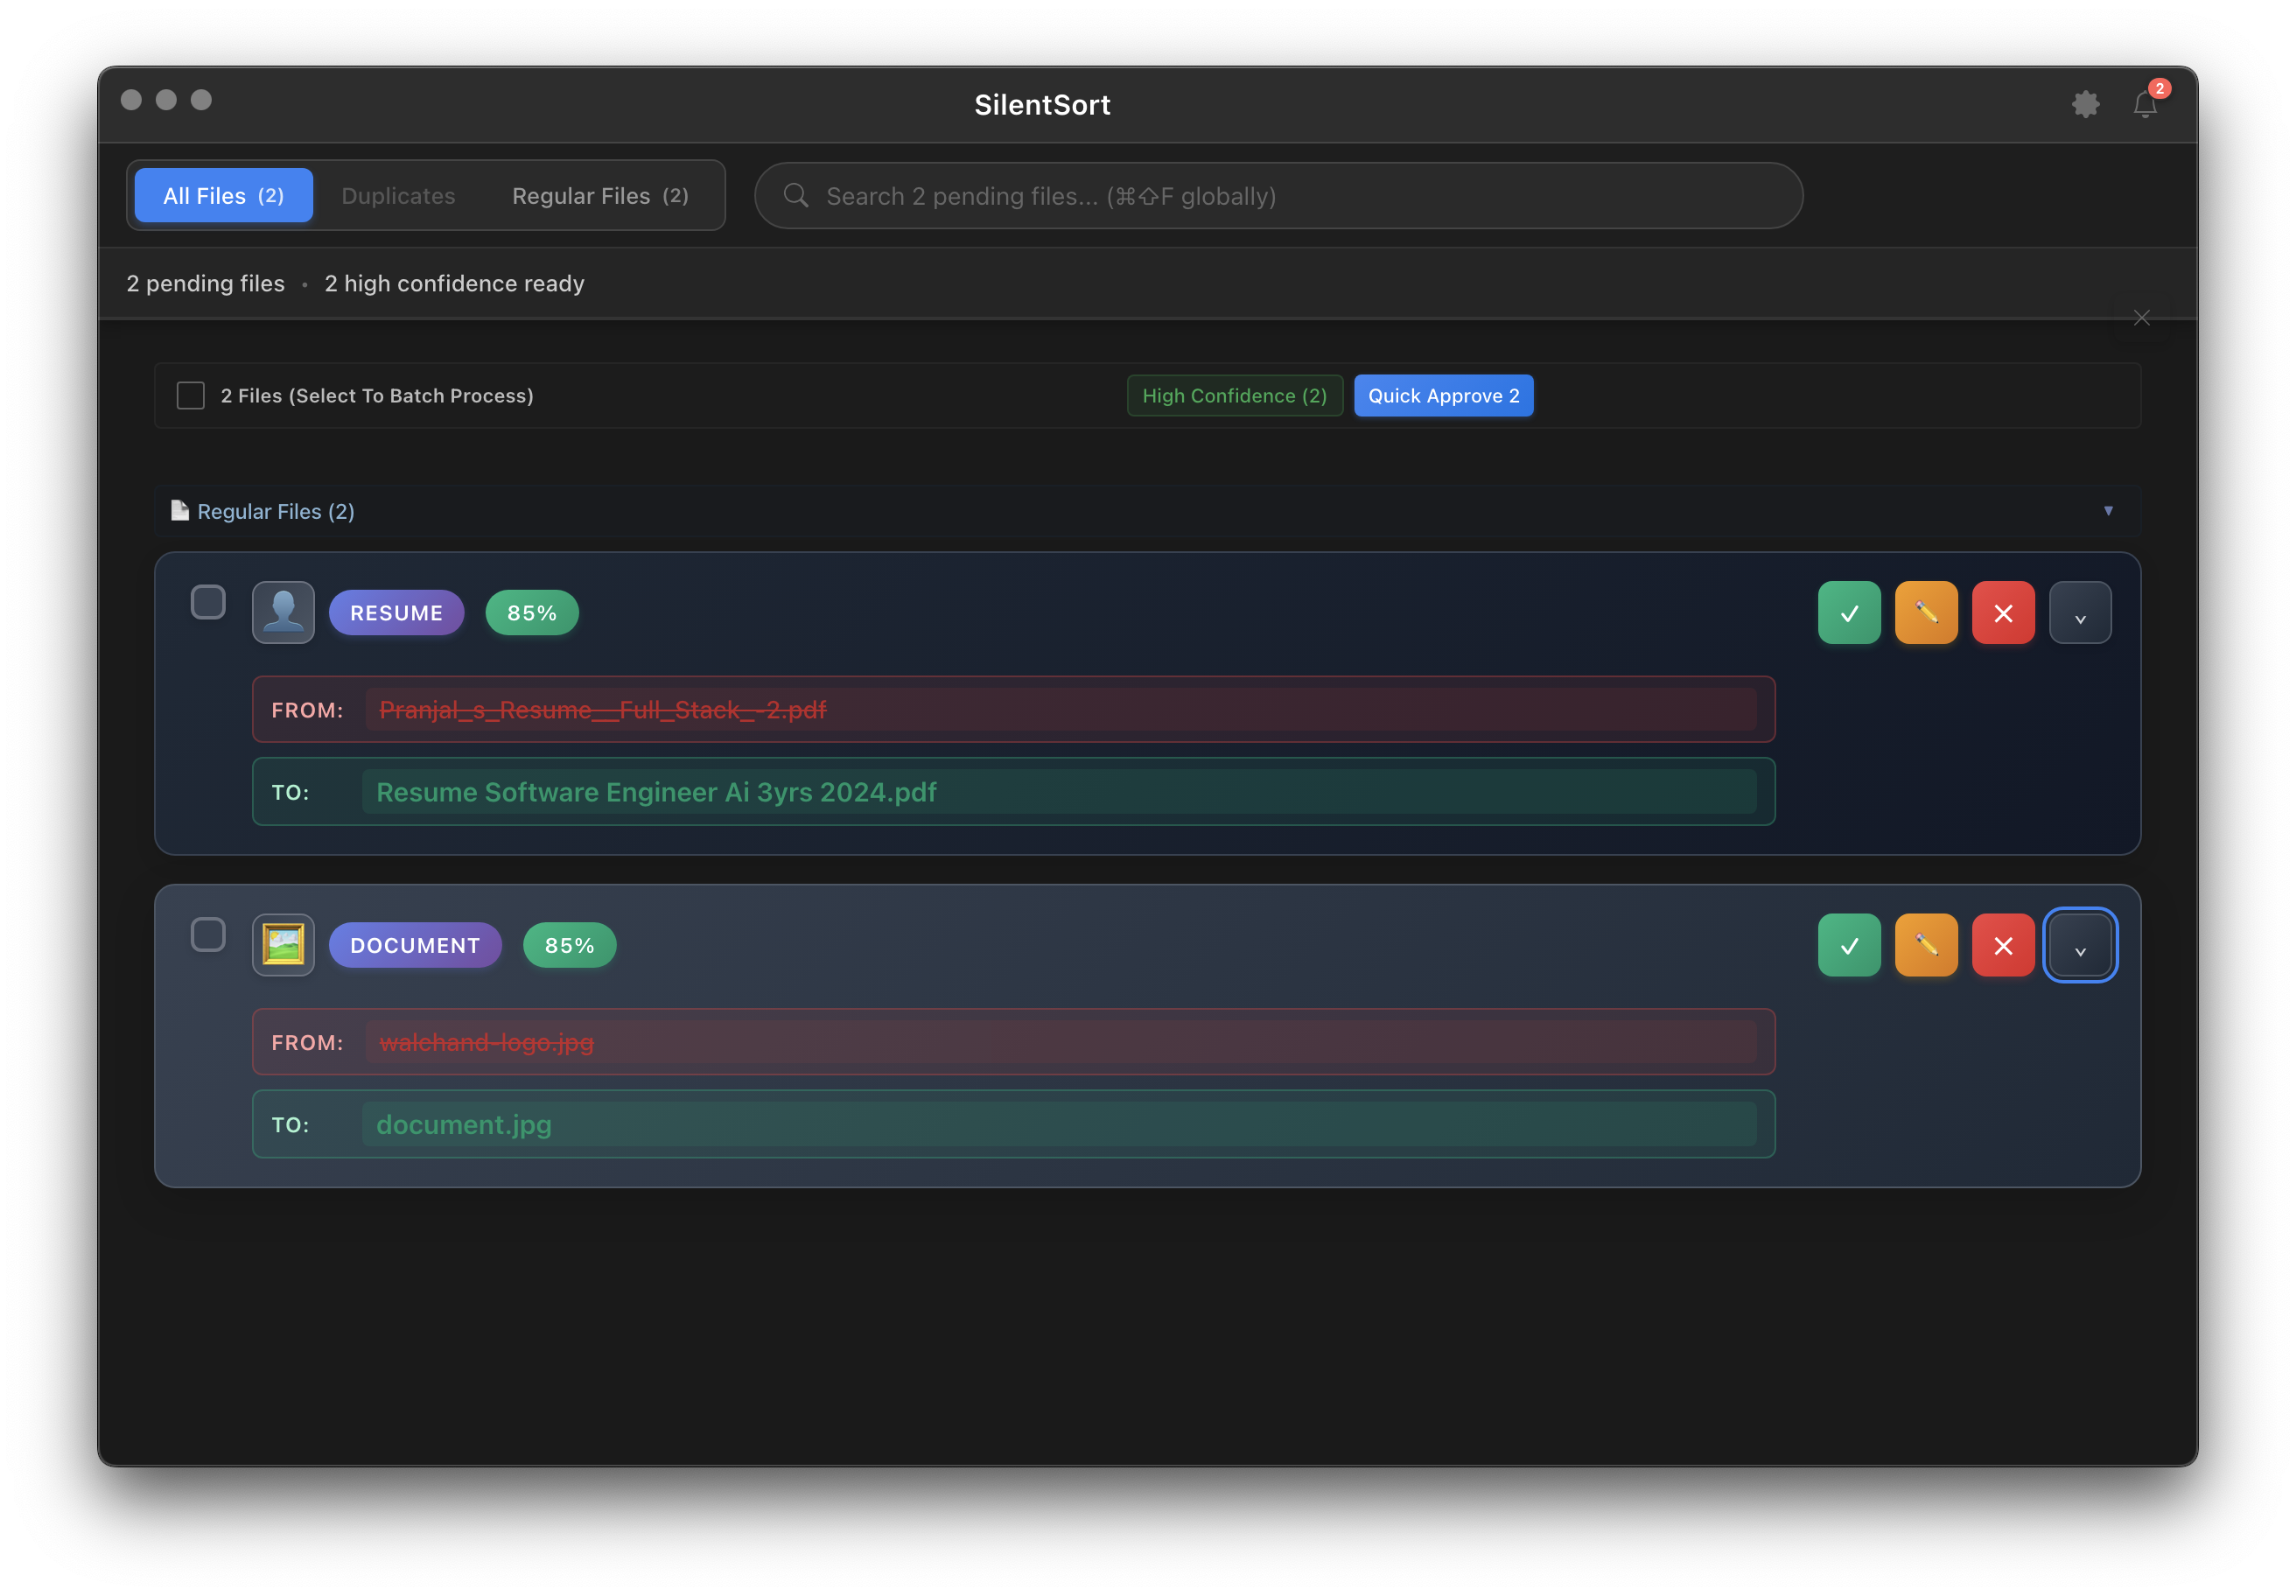 SilentSort
2
All Files (2)
Duplicates
Regular Files (2)
Search 2 pending files... (⌘⇧F globally)
2 pending files • 2 high confidence ready
2 Files (Select To Batch Process)
High Confidence (2)
Quick Approve 2
Regular Files (2)
RESUME
85%
FROM: Pranjal_s_Resume__Full_Stack_-2.pdf
TO: Resume Software Engineer Ai 3yrs 2024.pdf
DOCUMENT
85%
FROM: walchand-logo.jpg
TO: document.jpg